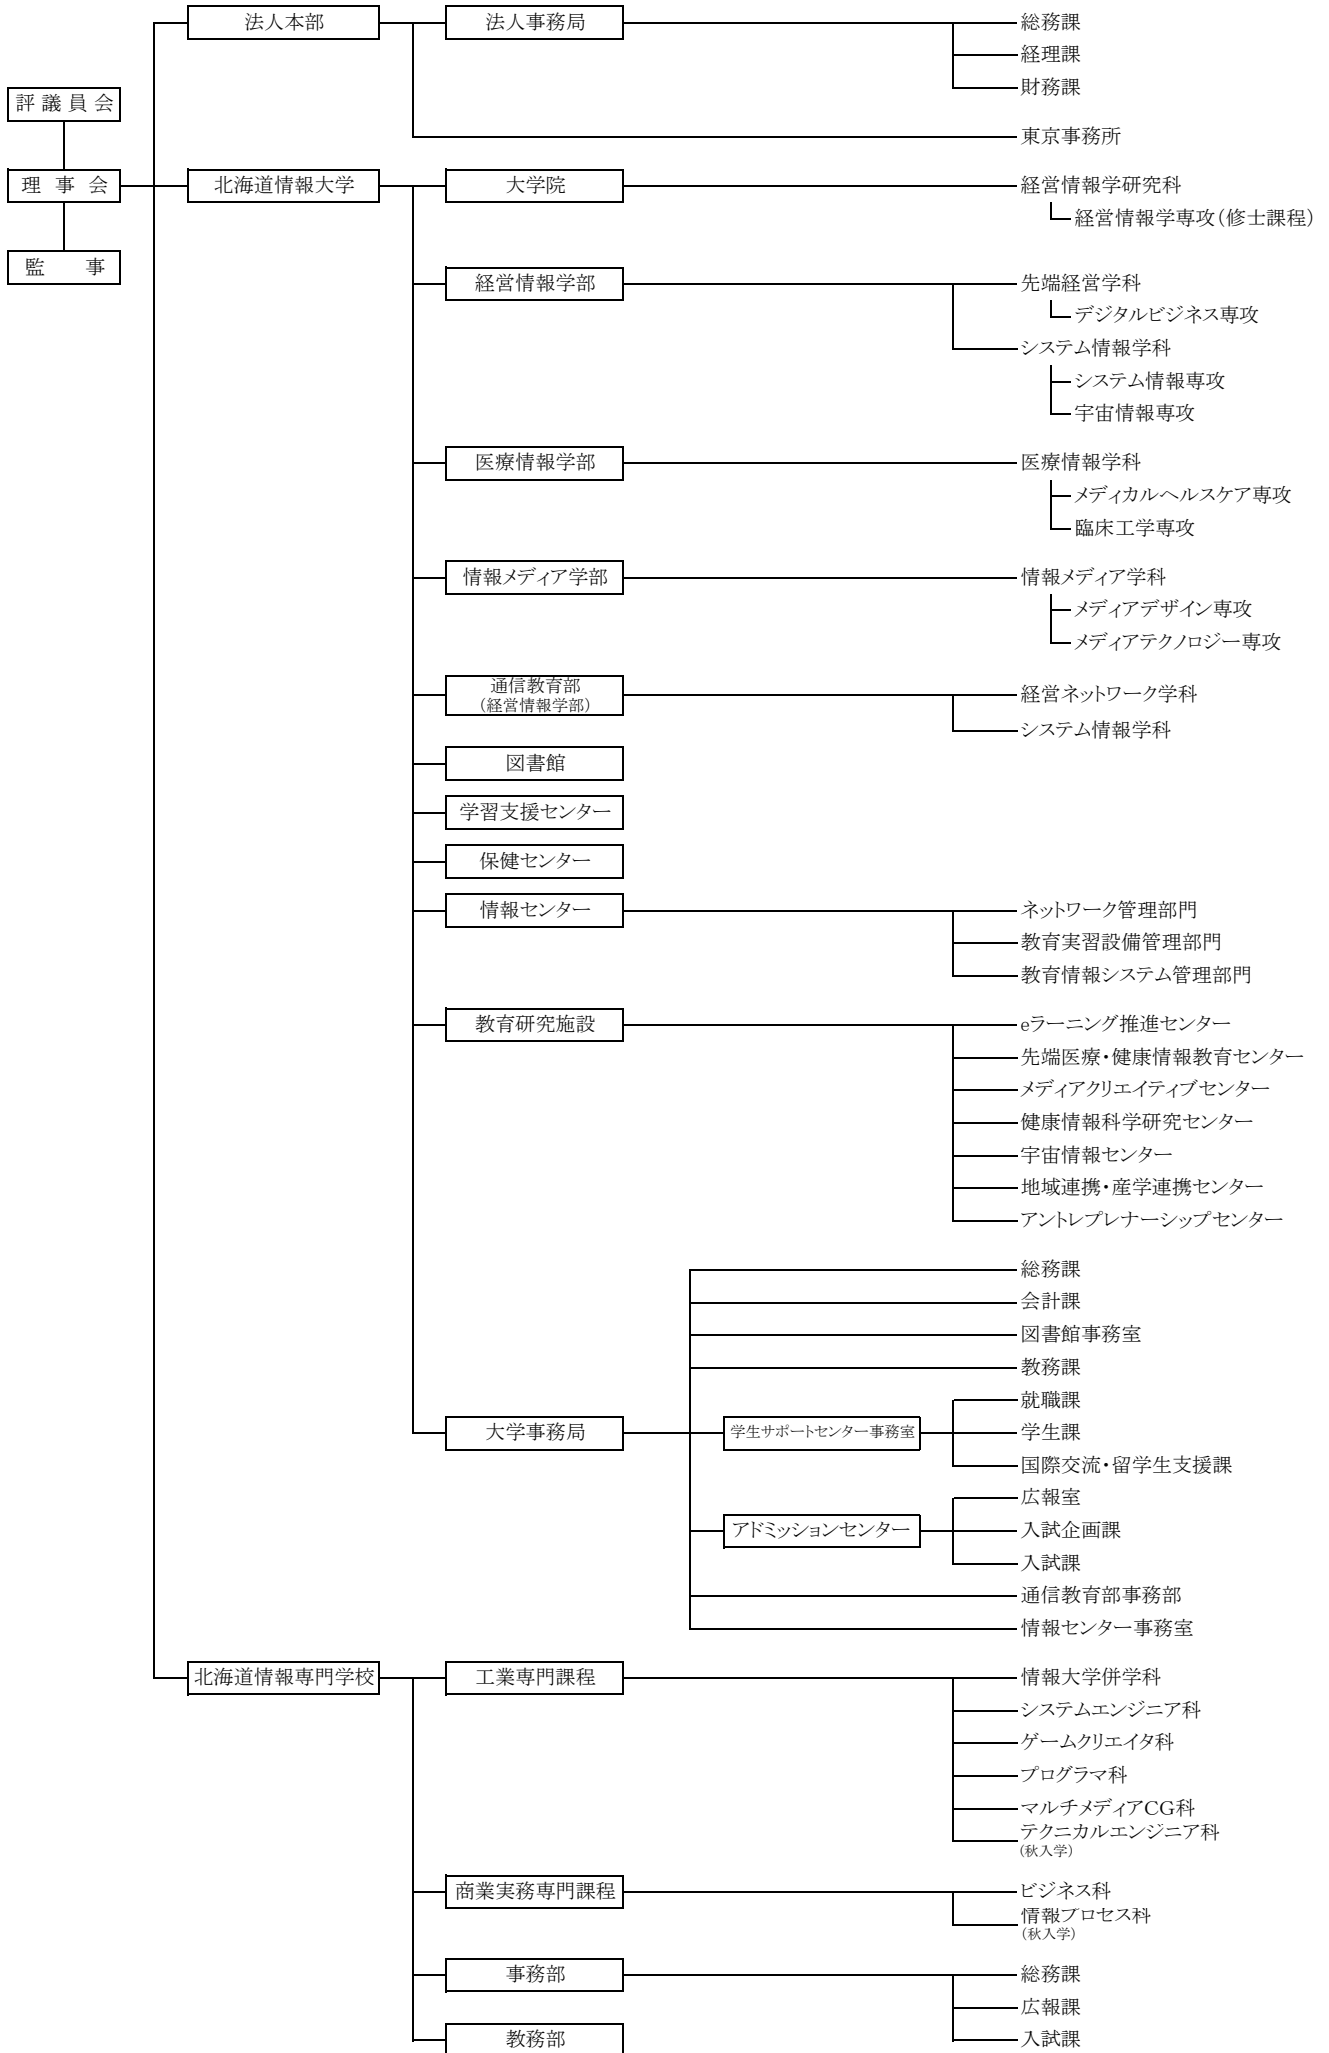 法人本部
法人事務局
総務課
経理課
財務課
東京事務所
評議員会
理事会
監事
北海道情報大学
大学院
経営情報学研究科
経営情報学専攻（修士課程）
経営情報学部
先端経営学科
デジタルビジネス専攻
システム情報学科
システム情報専攻
宇宙情報専攻
医療情報学部
医療情報学科
メディカルヘルスケア専攻
臨床工学専攻
情報メディア学部
情報メディア学科
メディアデザイン専攻
メディアテクノロジー専攻
通信教育部
（経営情報学部）
経営ネットワーク学科
システム情報学科
図書館
学習支援センター
保健センター
情報センター
ネットワーク管理部門
教育実習設備管理部門
教育情報システム管理部門
教育研究施設
eラーニング推進センター
先端医療・健康情報教育センター
メディアクリエイティブセンター
健康情報科学研究センター
宇宙情報センター
地域連携・産学連携センター
アントレプレナーシップセンター
大学事務局
総務課
会計課
図書館事務室
教務課
学生サポートセンター事務室
就職課
学生課
国際交流・留学生支援課
アドミッションセンター
広報室
入試企画課
入試課
通信教育部事務部
情報センター事務室
北海道情報専門学校
工業専門課程
情報大学併学科
システムエンジニア科
ゲームクリエイタ科
プログラマ科
マルチメディアCG科
テクニカルエンジニア科
（秋入学）
商業実務専門課程
ビジネス科
情報プロセス科
（秋入学）
事務部
総務課
広報課
入試課
教務部